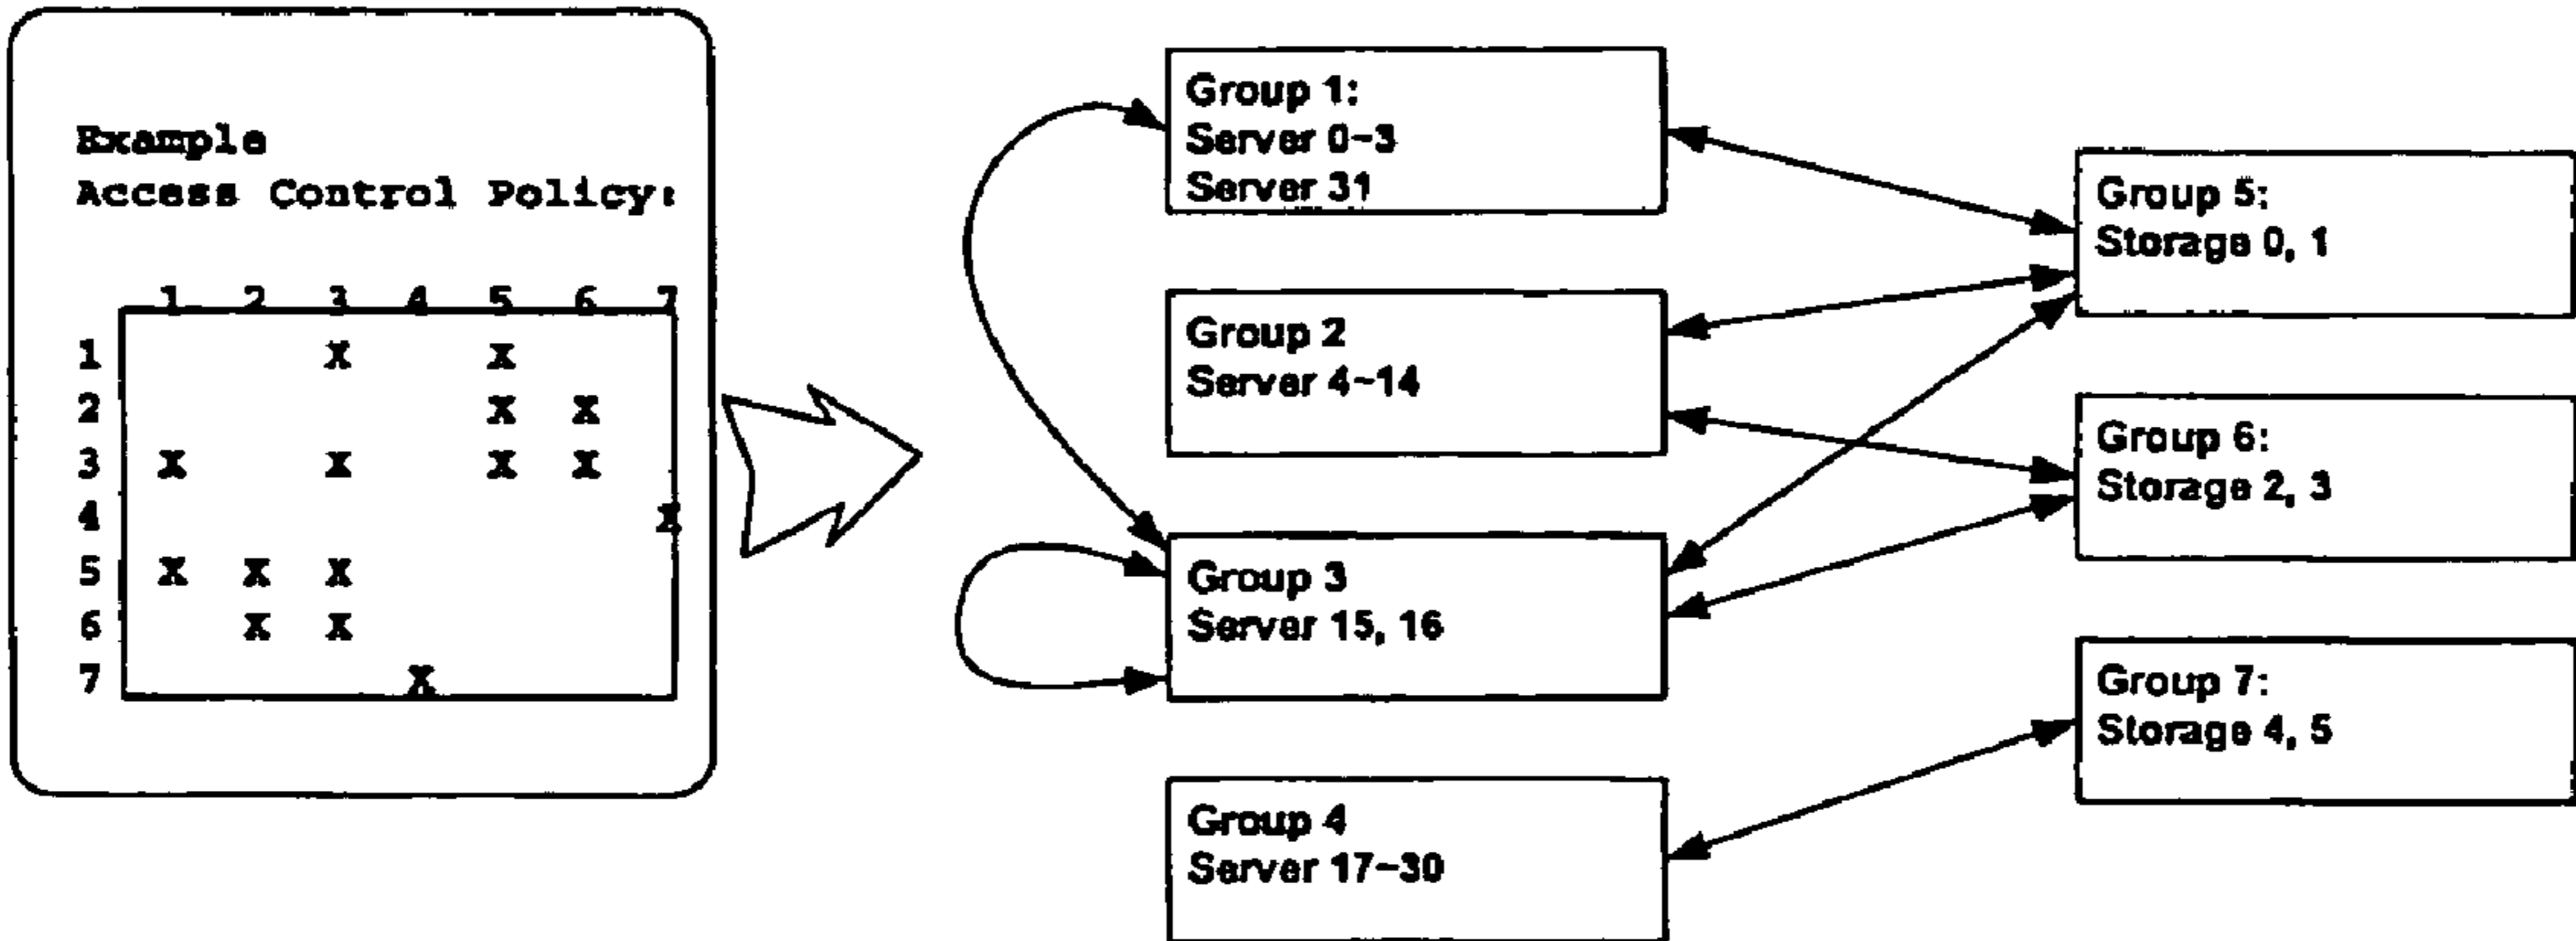 Example
Access Control Policy:
1 2 3 4 5 6 7
1 X X
2 X X
3 X X X X
4 X
5 X X X
6 X X
7 X
Group 1:
Server 0~3
Server 31
Group 2
Server 4~14
Group 3
Server 15, 16
Group 4
Server 17~30
Group 5:
Storage 0, 1
Group 6:
Storage 2, 3
Group 7:
Storage 4, 5